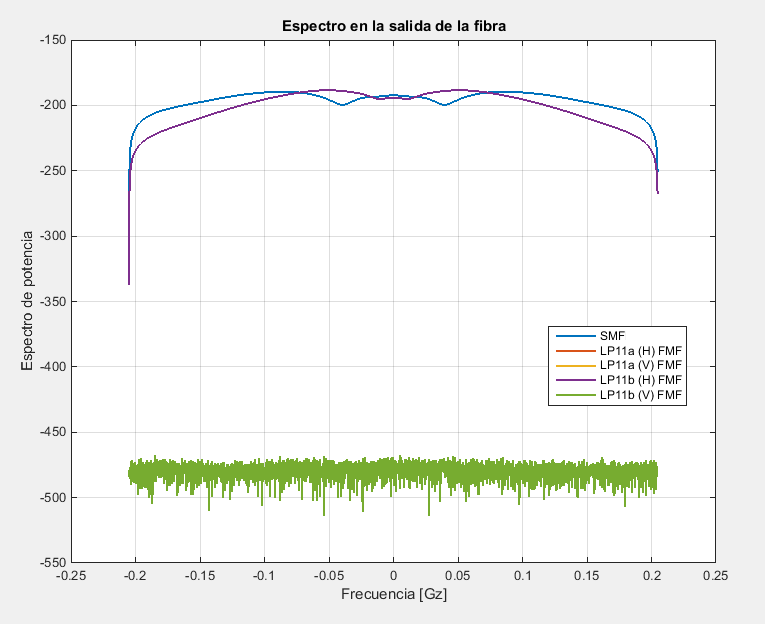 Espectro en la salida de la fibra
-150
-200
-250
-300
-350
-400
-450
-500
-550
Espectro de potencia
SMF
LP11a (H) FMF
LP11a (V) FMF
LP11b (H) FMF
LP11b (V) FMF
-0.25
-0.2
-0.15
-0.1
-0.05
0
0.05
0.1
0.15
0.2
0.25
Frecuencia [Gz]